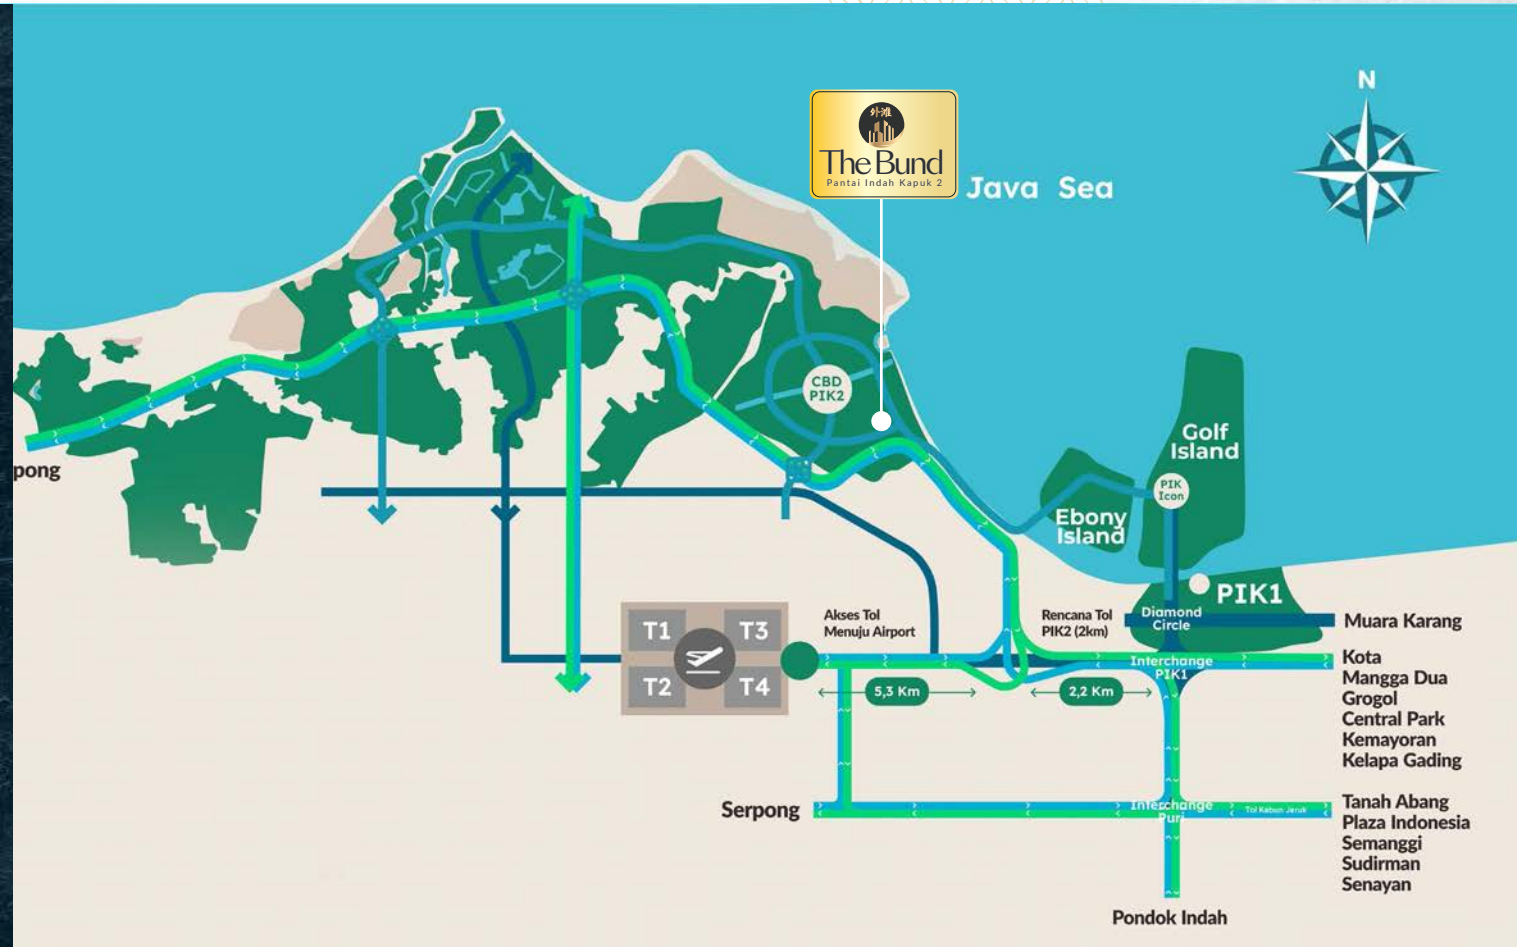 N
外滩
The Bund
Pantai Indah Kapuk 2
Java Sea
CBD
PIK2
Golf
Island
PIK
Icon
Ebony
Island
pong
PIK1
Diamond
Circle
Muara Karang
Akses Tol
Menuju Airport
Rencana Tol
PIK2 (2km)
T1
T3
T2
T4
Interchange
PIK1
5,3 Km
2,2 Km
Kota
Mangga Dua
Grogol
Central Park
Kemayoran
Kelapa Gading
Serpong
Interchange
Puri
Tol Kebun Jeruk
Tanah Abang
Plaza Indonesia
Semanggi
Sudirman
Senayan
Pondok Indah